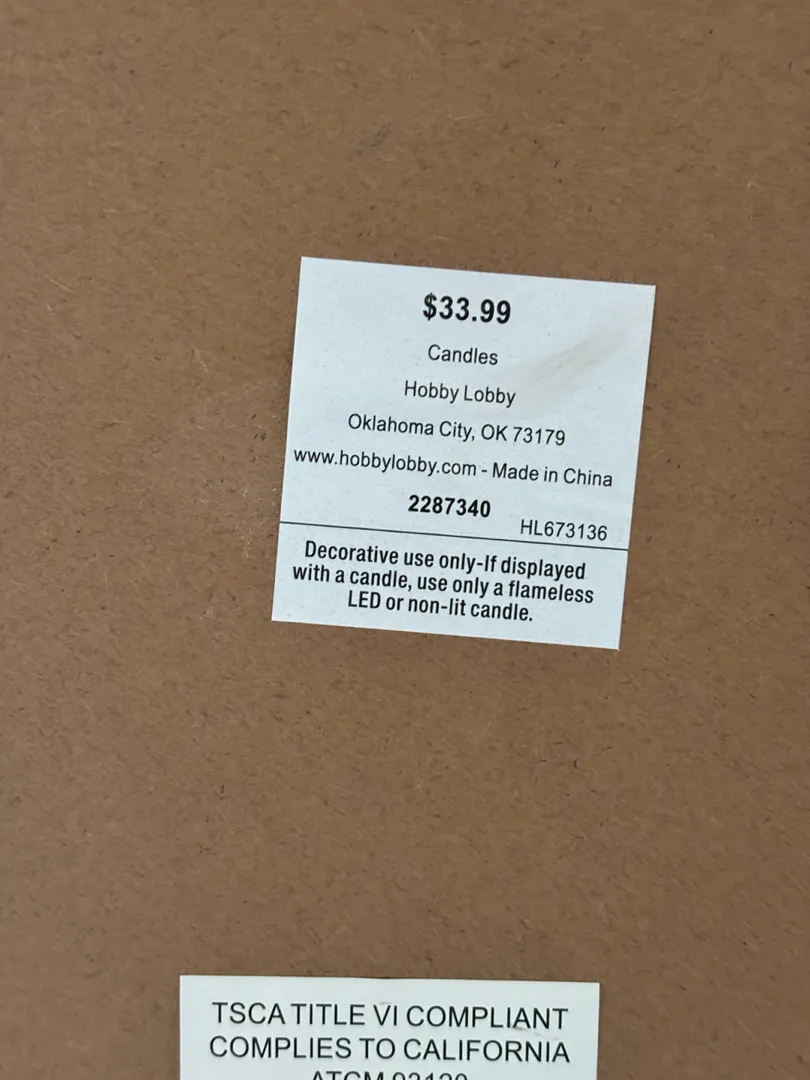 $33.99
Candles
Hobby Lobby
Oklahoma City, OK 73179
www.hobbylobby.com - Made in China
2287340
HL673136
Decorative use only-If displayed
with a candle, use only a flameless
LED or non-lit candle.
TSCA TITLE VI COMPLIANT
COMPLIES TO CALIFORNIA
ATCM 93120